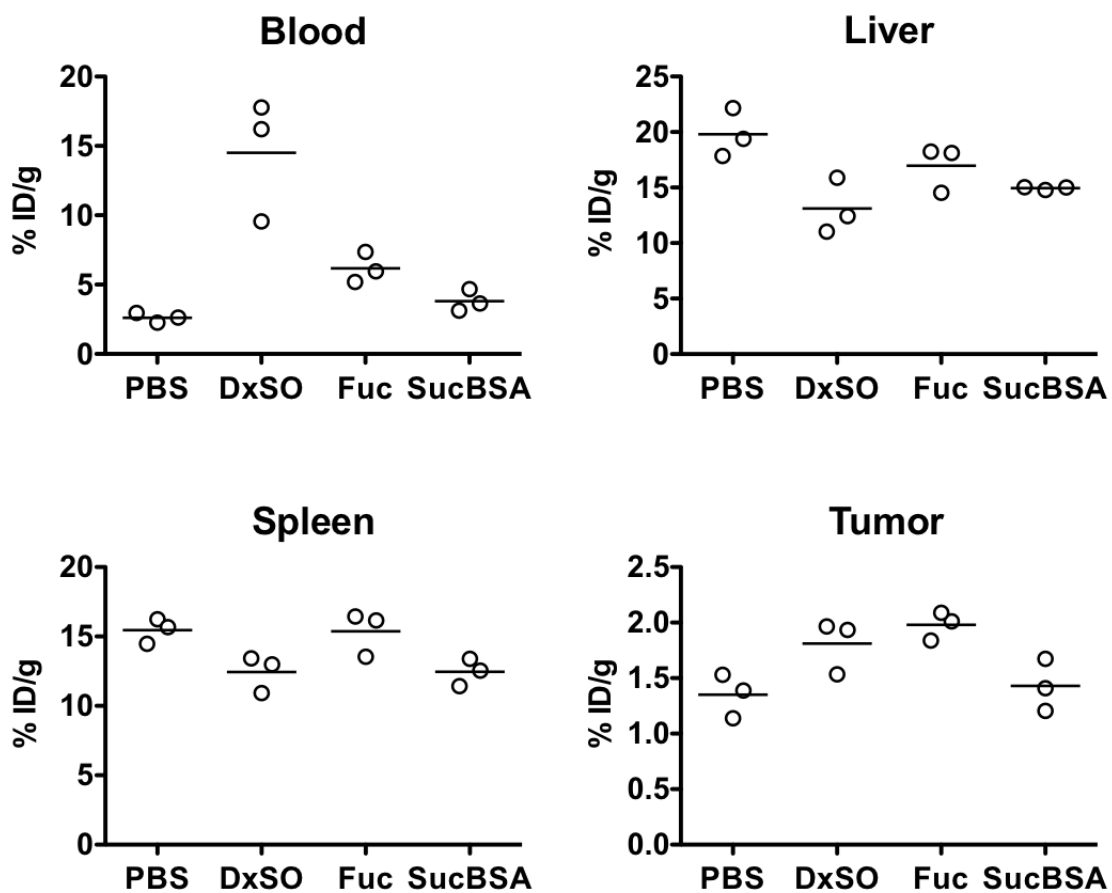 Blood
20
15
10
5
0
% ID/g
PBS DxSO Fuc SucBSA
Liver
25
20
15
10
5
0
% ID/g
PBS DxSO Fuc SucBSA
Spleen
20
15
10
5
0
% ID/g
PBS DxSO Fuc SucBSA
Tumor
2.5
2.0
1.5
1.0
0.5
0.0
% ID/g
PBS DxSO Fuc SucBSA